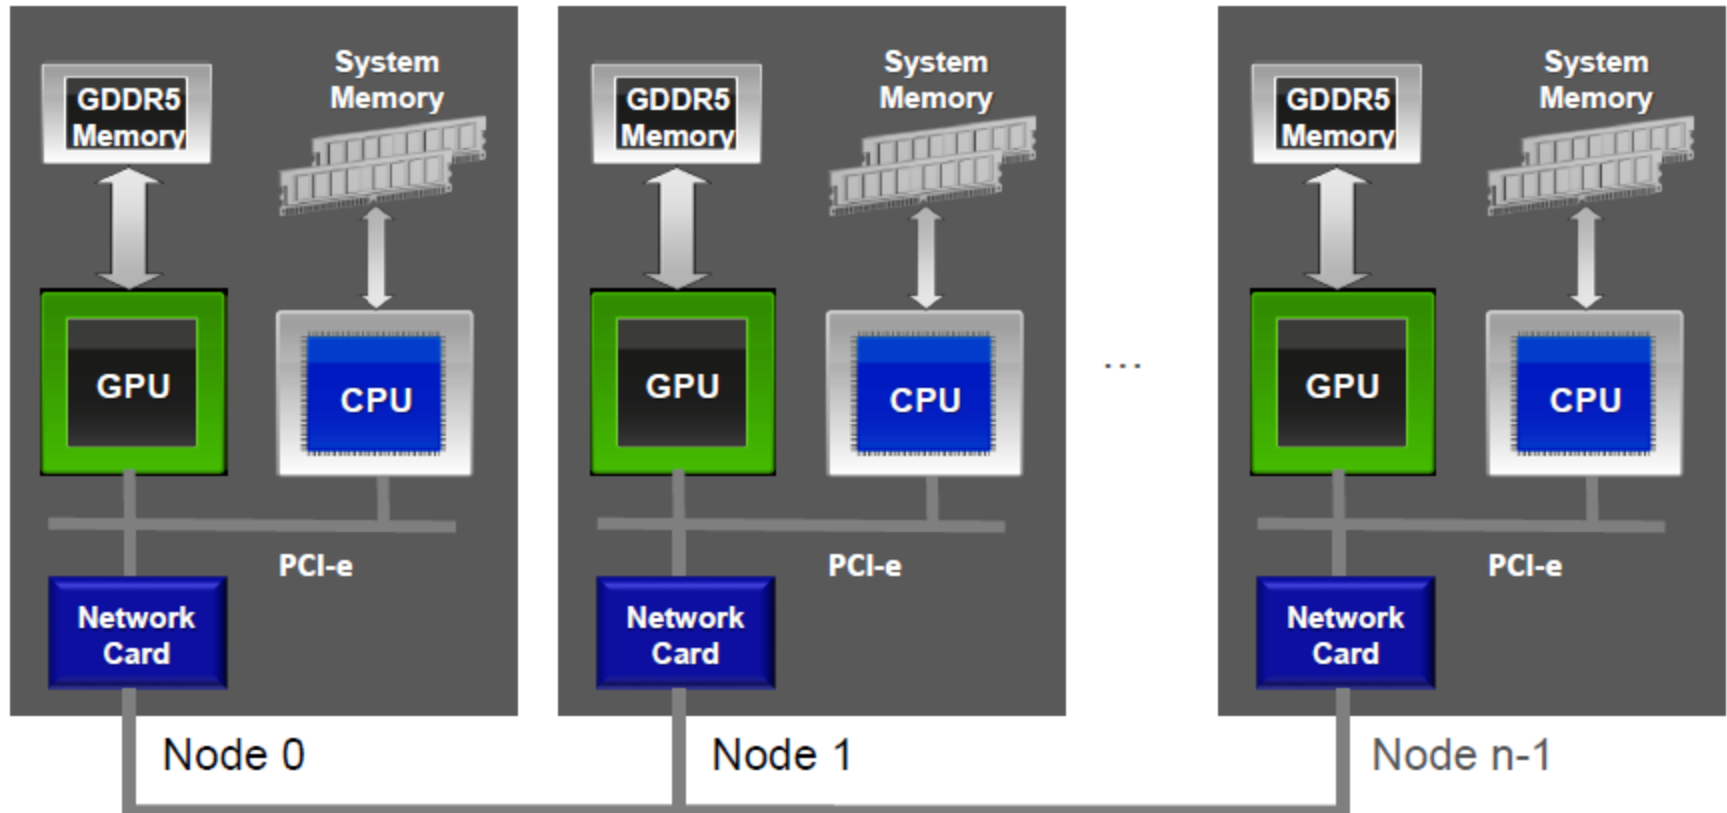 System
Memory
GDDR5
Memory
GPU
CPU
PCI-e
Network
Card
Node 0
System
Memory
GDDR5
Memory
GPU
CPU
PCI-e
Network
Card
Node 1
...
System
Memory
GDDR5
Memory
GPU
CPU
PCI-e
Network
Card
Node n-1